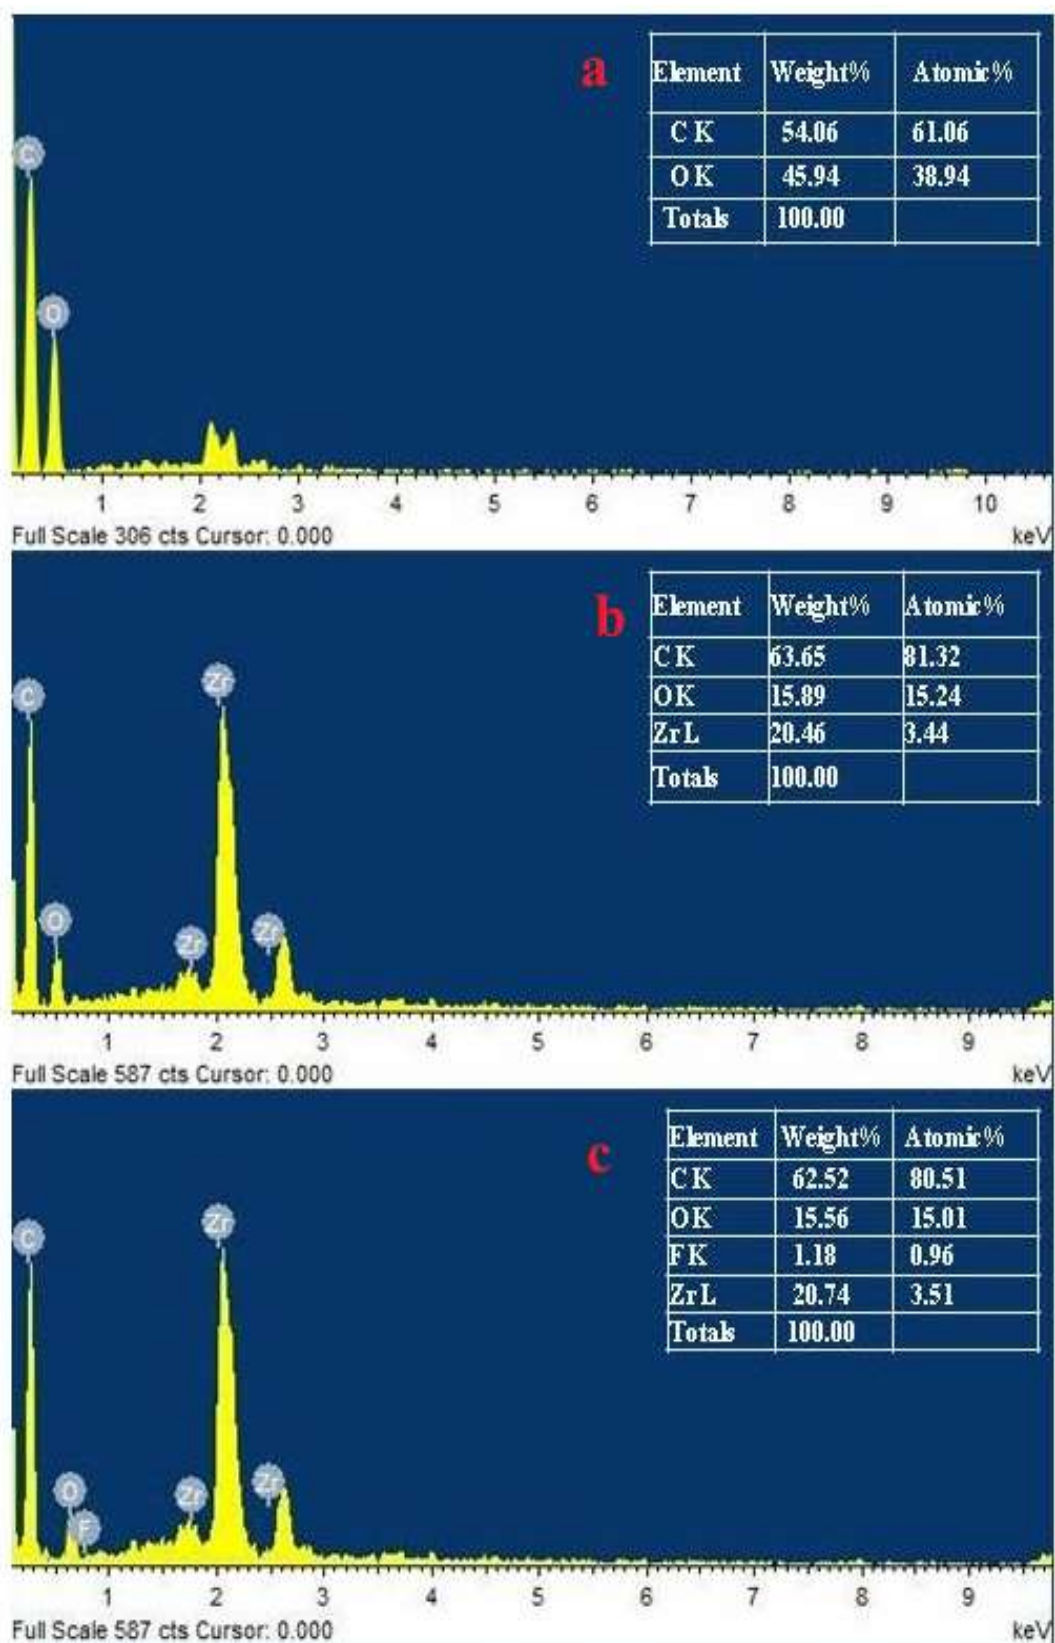 a
Element Weight% Atomic%
C K 54.06 61.06
O K 45.94 38.94
Totals 100.00
C
O
1 2 3 4 5 6 7 8 9 10
Full Scale 306 cts Cursor: 0.000 keV
b
Element Weight% Atomic%
C K 63.65 81.32
O K 15.89 15.24
Zr L 20.46 3.44
Totals 100.00
Zr
C
O Zr Zr
1 2 3 4 5 6 7 8 9
Full Scale 587 cts Cursor: 0.000 keV
c
Element Weight% Atomic%
C K 62.52 80.51
O K 15.56 15.01
F K 1.18 0.96
Zr L 20.74 3.51
Totals 100.00
Zr
C
O Zr Zr
F
1 2 3 4 5 6 7 8 9
Full Scale 587 cts Cursor: 0.000 keV